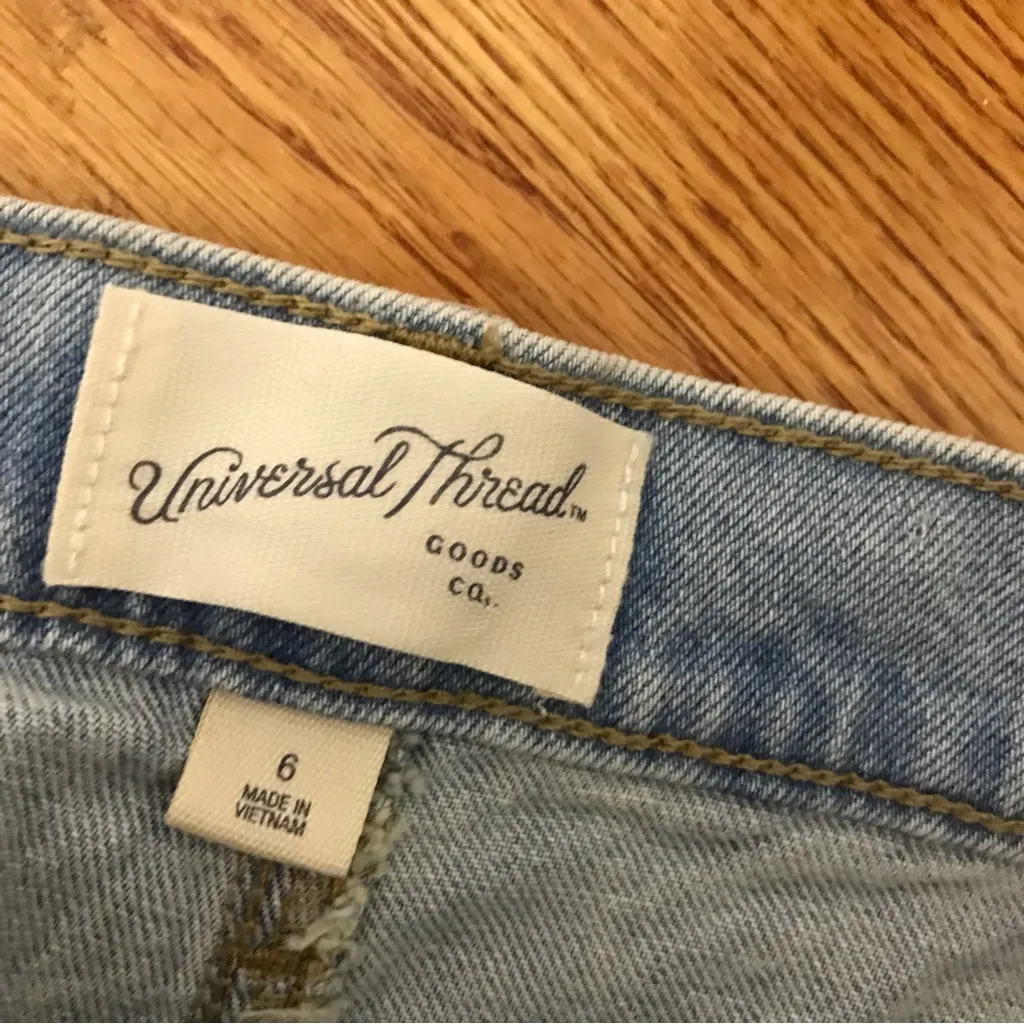 Universal Thread™
GOODS
CO.
6
MADE IN
VIETNAM